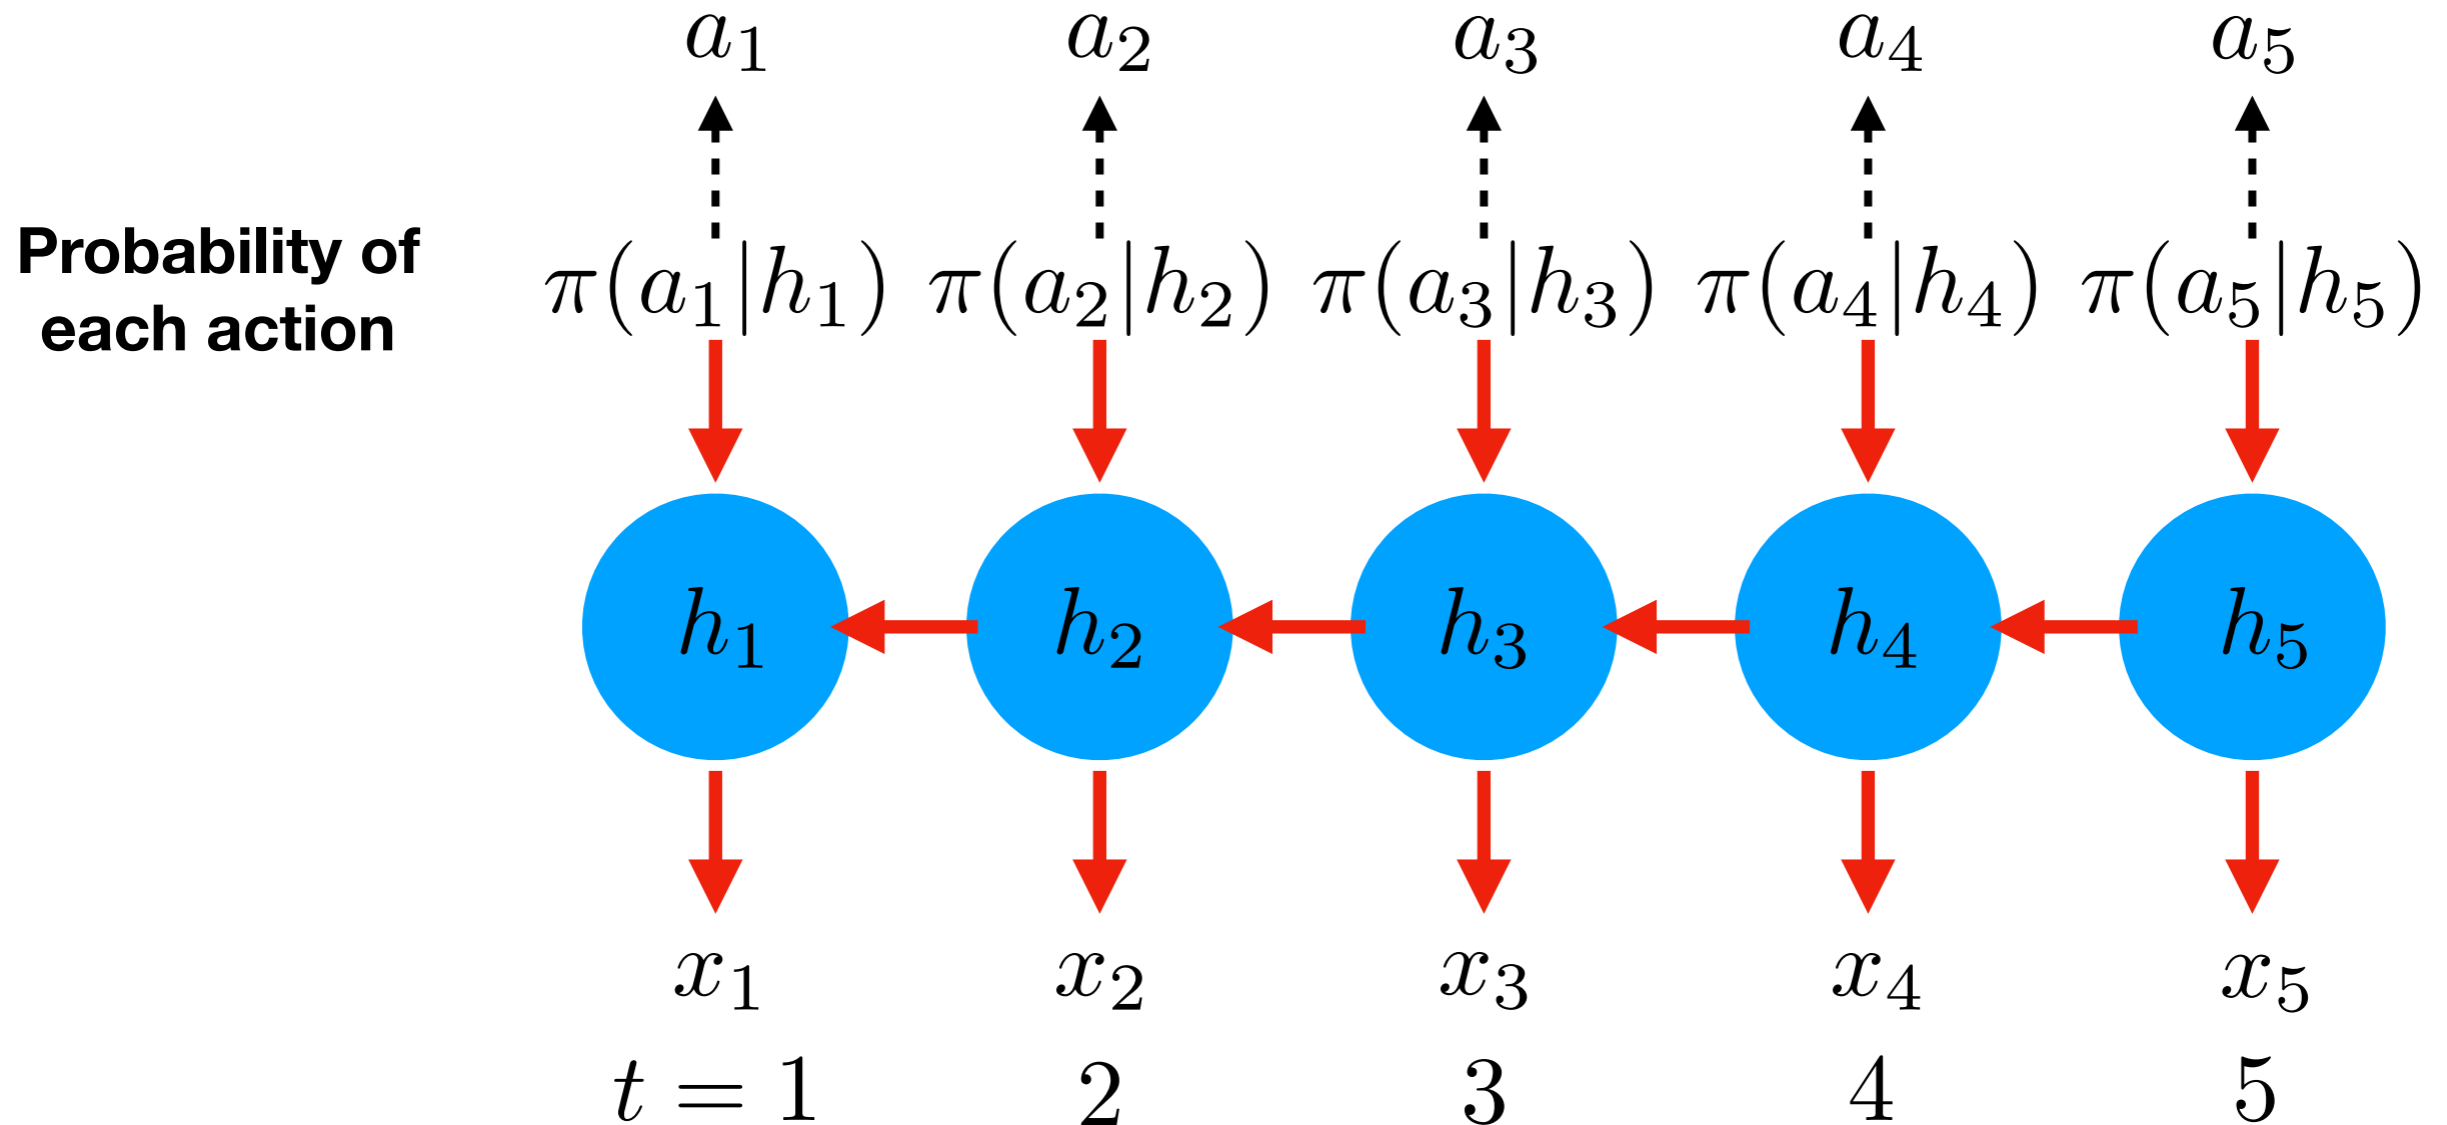 a₁ a₂ a₃ a₄ a₅
Probability of
each action
π(a₁|h₁) π(a₂|h₂) π(a₃|h₃) π(a₄|h₄) π(a₅|h₅)
h₁ h₂ h₃ h₄ h₅
x₁ x₂ x₃ x₄ x₅
t = 1 2 3 4 5